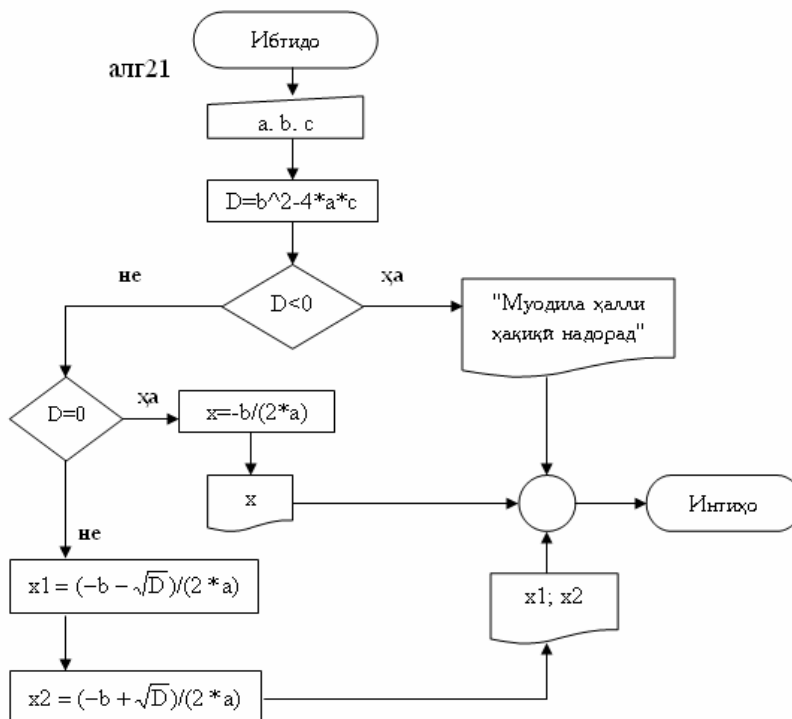 Ибтидо
алг21
a. b. c
D=b^2-4*a*c
не
D<0
ҳа
"Муодила ҳалли
ҳақиқӣ надорад"
D=0
ҳа
x=-b/(2*a)
x
Интиҳо
не
x1 = (−b − √D)/(2 * a)
x1; x2
x2 = (−b + √D)/(2 * a)